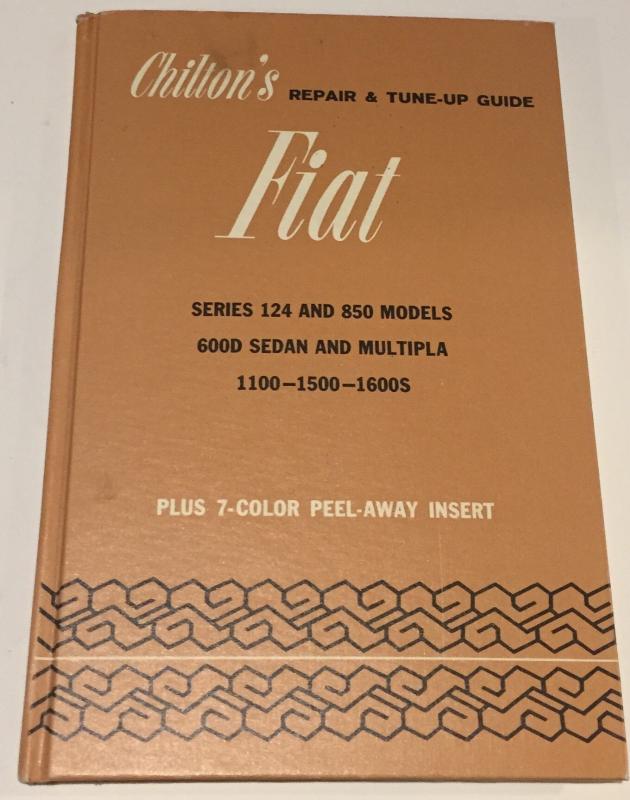 Chilton's REPAIR & TUNE-UP GUIDE
Fiat
SERIES 124 AND 850 MODELS
600D SEDAN AND MULTIPLA
1100–1500–1600S
PLUS 7-COLOR PEEL-AWAY INSERT